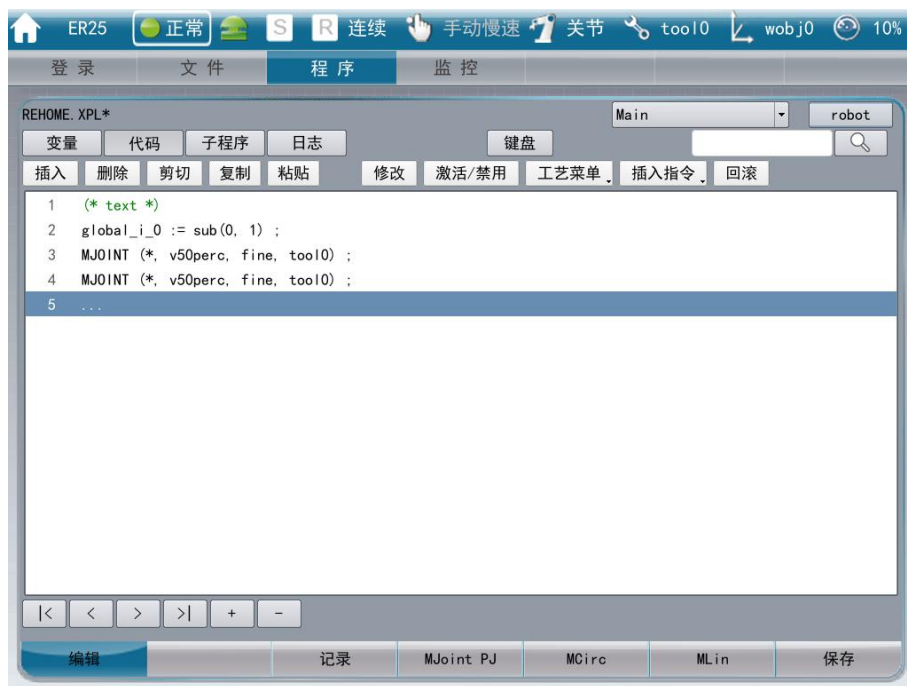 ER25 正常 S R 连续 手动慢速 关节 tool0 wobj0 10%
登录 文件 程序 监控
REHOME.XPL* Main robot
变量 代码 子程序 日志 键盘
插入 删除 剪切 复制 粘贴 修改 激活/禁用 工艺菜单 插入指令 回滚
1 (* text *)
2 global_i_0 := sub(0, 1) ;
3 MJOINT (*, v50perc, fine, tool0) ;
4 MJOINT (*, v50perc, fine, tool0) ;
5 ...
|< < > >| + -
编辑 记录 MJoint PJ MCirc MLin 保存